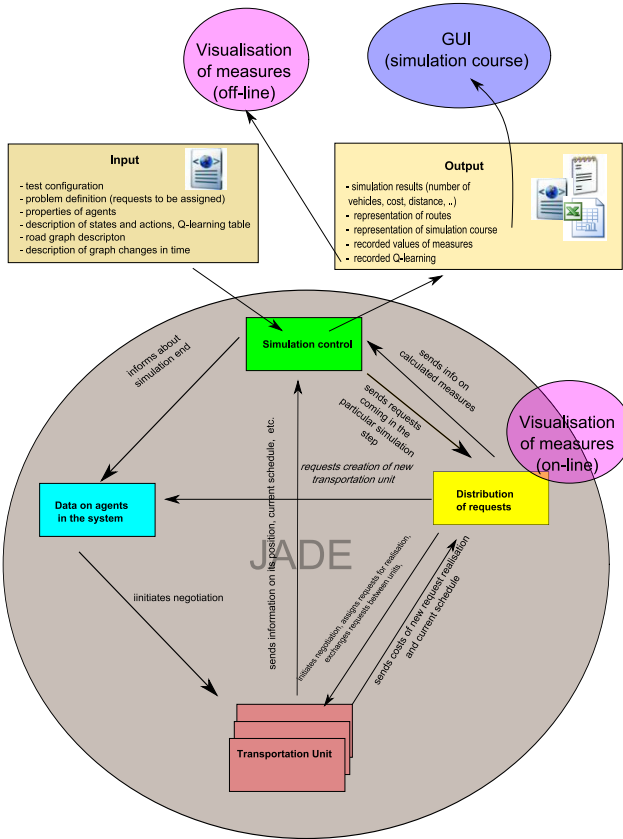 Visualisation
of measures
(off-line)
GUI
(simulation course)
Input
- test configuration
- problem definition (requests to be assigned)
- properties of agents
- description of states and actions, Q-learning table
- road graph descripton
- description of graph changes in time
Output
- simulation results (number of
vehicles, cost, distance, ..)
- representation of routes
- representation of simulation course
- recorded values of measures
- recorded Q-learning
informs about
simulation end
Simulation control
sends info on
calculated measures
sends requests
coming in the
particular simulation
step
Visualisation
of measures
(on-line)
requests creation of new
transportation unit
Data on agents
in the system
Distribution
of requests
JADE
sends information on its position, current schedule, etc.
iinitiates negotiation
initiates negotiation, assigns requests for realisation,
exchanges requests between units,
sends costs of new request realisation
and current schedule
Transportation Unit